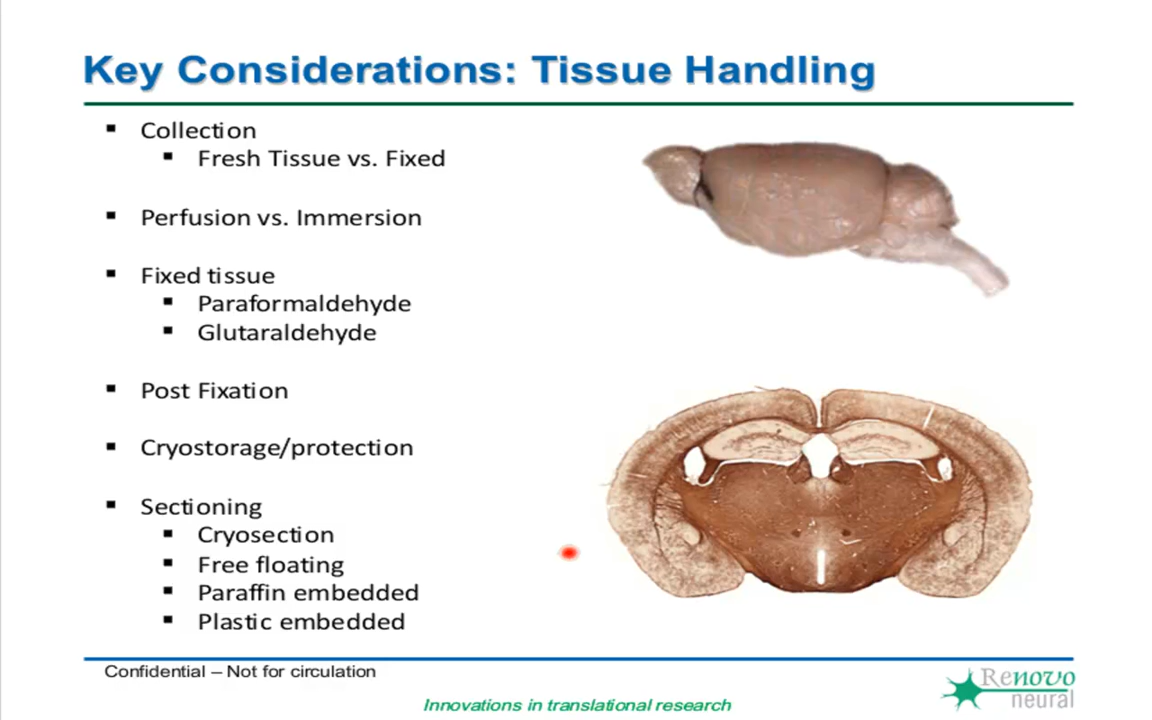 Key Considerations: Tissue Handling
Collection
Fresh Tissue vs. Fixed
Perfusion vs. Immersion
Fixed tissue
Paraformaldehyde
Glutaraldehyde
Post Fixation
Cryostorage/protection
Sectioning
Cryosection
Free floating
Paraffin embedded
Plastic embedded
Confidential – Not for circulation
Innovations in translational research
Renovo
neural